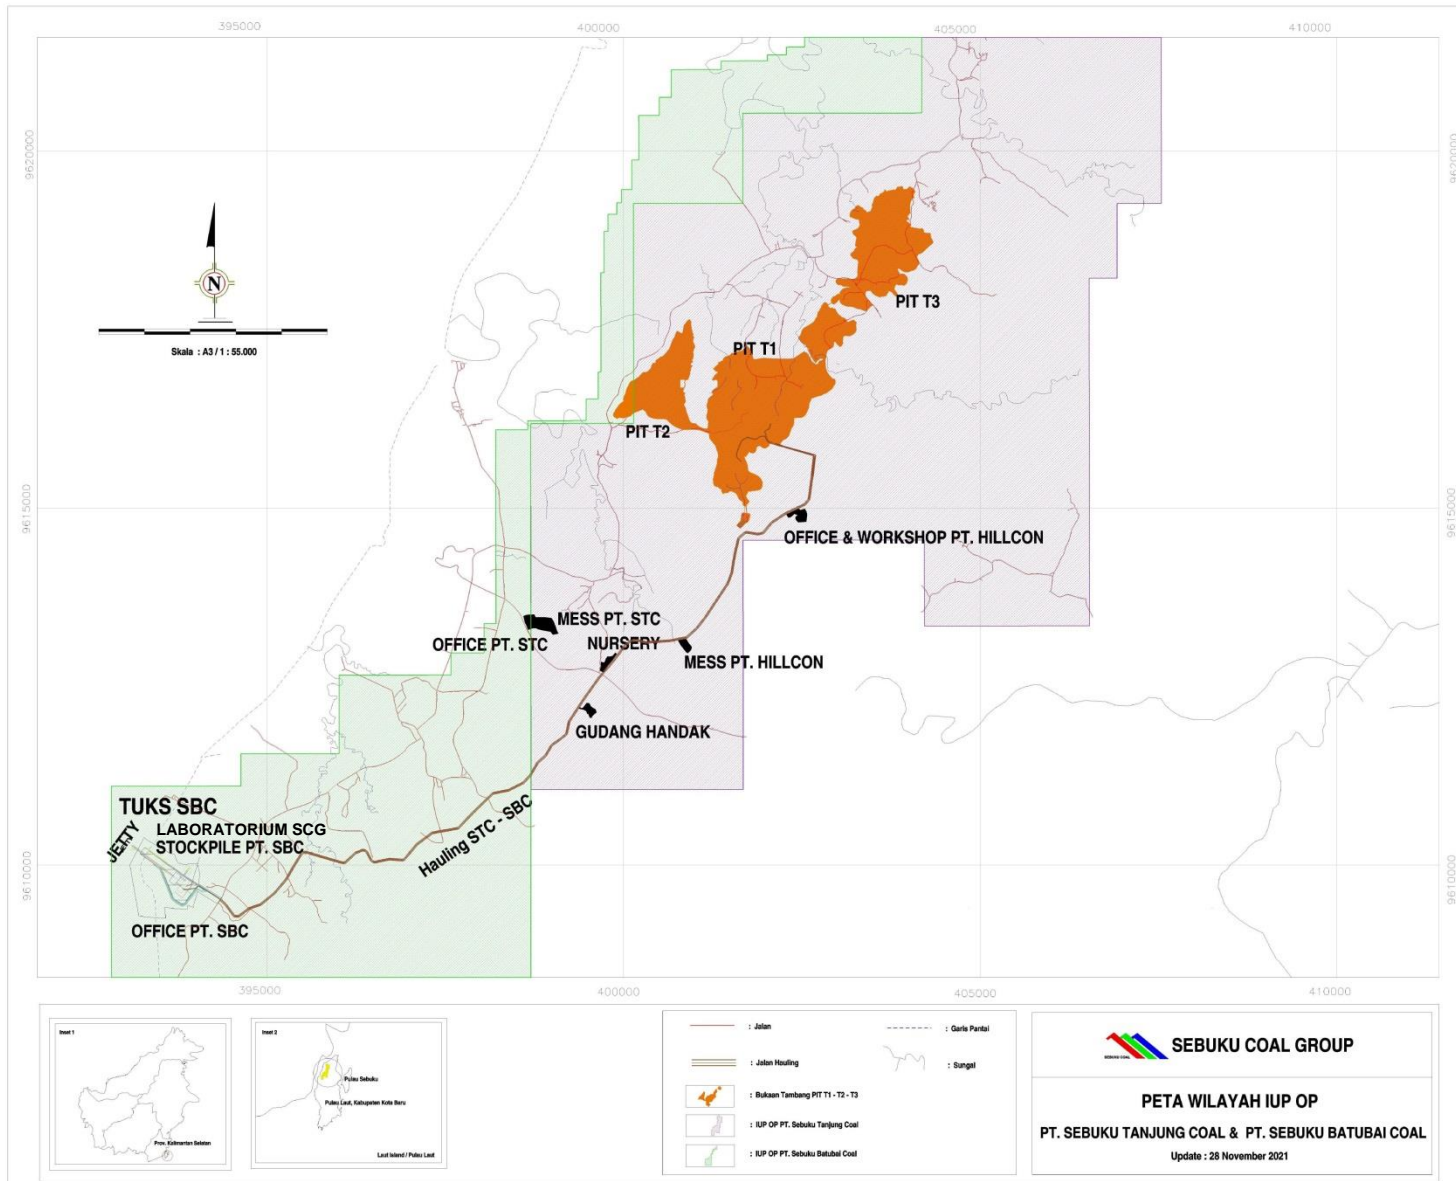 395000
400000
405000
410000
9620000
9620000
N
Skala : A3 / 1 : 55.000
PIT T3
PIT T1
PIT T2
9615000
9615000
OFFICE & WORKSHOP PT. HILLCON
MESS PT. STC
OFFICE PT. STC
NURSERY
MESS PT. HILLCON
GUDANG HANDAK
TUKS SBC
JETTY
LABORATORIUM SCG
STOCKPILE PT. SBC
Hauling STC - SBC
9610000
9610000
OFFICE PT. SBC
395000
400000
405000
410000
Inset 1
Prov. Kalimantan Selatan
Inset 2
Pulau Sebuku
Pulau Laut, Kabupaten Kota Baru
Laut Island / Pulau Laut
: Jalan
: Garis Pantai
: Jalan Hauling
: Sungai
: Bukaan Tambang PIT T1 - T2 - T3
: IUP OP PT. Sebuku Tanjung Coal
: IUP OP PT. Sebuku Batubai Coal
SEBUKU COAL
SEBUKU COAL GROUP
PETA WILAYAH IUP OP
PT. SEBUKU TANJUNG COAL & PT. SEBUKU BATUBAI COAL
Update : 28 November 2021